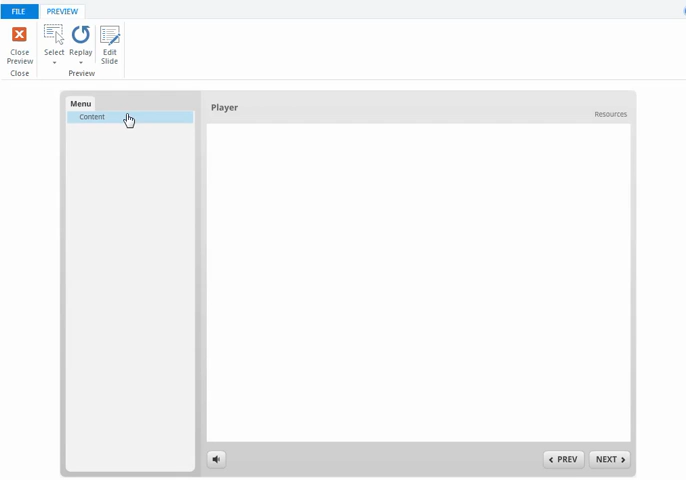 FILE PREVIEW
Close Preview
Select
Replay
Edit Slide
Close
Preview
Menu
Content
Player
Resources
PREV
NEXT